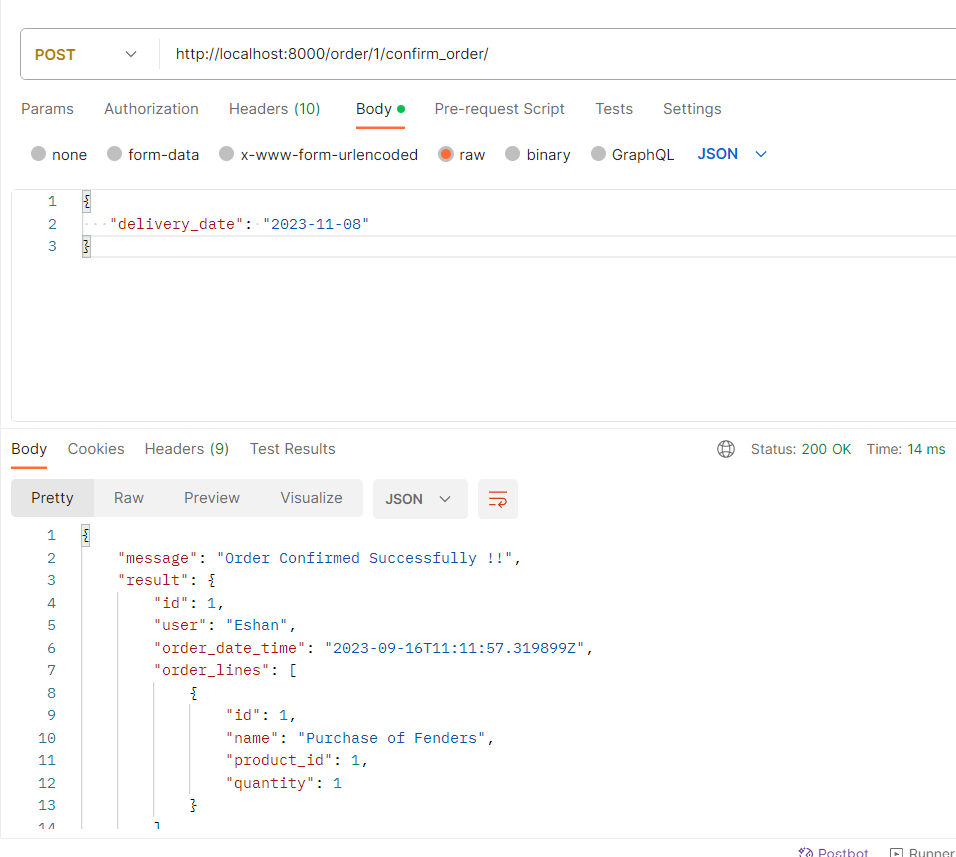 POST http://localhost:8000/order/1/confirm_order/
Params Authorization Headers (10) Body Pre-request Script Tests Settings
none form-data x-www-form-urlencoded raw binary GraphQL JSON
1 {
2 "delivery_date": "2023-11-08"
3 }
Body Cookies Headers (9) Test Results Status: 200 OK Time: 14 ms
Pretty Raw Preview Visualize JSON
1 {
2 "message": "Order Confirmed Successfully !!",
3 "result": {
4 "id": 1,
5 "user": "Eshan",
6 "order_date_time": "2023-09-16T11:11:57.319899Z",
7 "order_lines": [
8 {
9 "id": 1,
10 "name": "Purchase of Fenders",
11 "product_id": 1,
12 "quantity": 1
13 }
14 ]
Postbot Runner